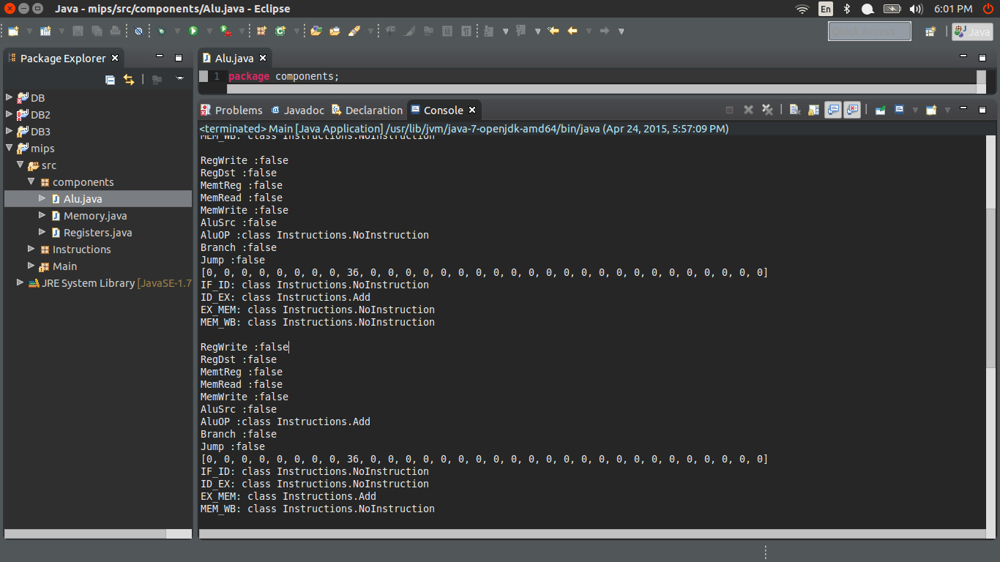 Java - mips/src/components/Alu.java - Eclipse
En
6:01 PM
Quick Access
Java
Package Explorer
DB
DB2
DB3
mips
src
components
Alu.java
Memory.java
Registers.java
Instructions
Main
JRE System Library [JavaSE-1.7
Alu.java
1 package components;
Problems
Javadoc
Declaration
Console
<terminated> Main [Java Application] /usr/lib/jvm/java-7-openjdk-amd64/bin/java (Apr 24, 2015, 5:57:09 PM)
MEM_WB: class Instructions.NoInstruction
RegWrite :false
RegDst :false
MemtReg :false
MemRead :false
MemWrite :false
AluSrc :false
AluOP :class Instructions.NoInstruction
Branch :false
Jump :false
[0, 0, 0, 0, 0, 0, 0, 0, 36, 0, 0, 0, 0, 0, 0, 0, 0, 0, 0, 0, 0, 0, 0, 0, 0, 0, 0, 0, 0, 0, 0, 0]
IF_ID: class Instructions.NoInstruction
ID_EX: class Instructions.Add
EX_MEM: class Instructions.NoInstruction
MEM_WB: class Instructions.NoInstruction
RegWrite :false
RegDst :false
MemtReg :false
MemRead :false
MemWrite :false
AluSrc :false
AluOP :class Instructions.Add
Branch :false
Jump :false
[0, 0, 0, 0, 0, 0, 0, 0, 36, 0, 0, 0, 0, 0, 0, 0, 0, 0, 0, 0, 0, 0, 0, 0, 0, 0, 0, 0, 0, 0, 0, 0]
IF_ID: class Instructions.NoInstruction
ID_EX: class Instructions.NoInstruction
EX_MEM: class Instructions.Add
MEM_WB: class Instructions.NoInstruction